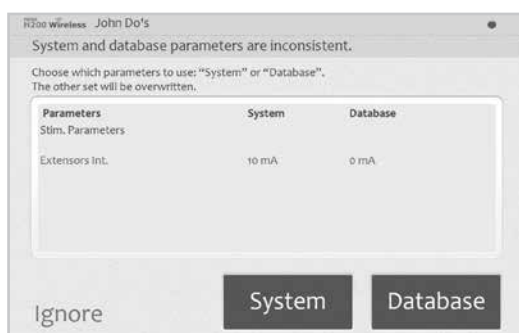 H200 Wireless John Do's
System and database parameters are inconsistent.
Choose which parameters to use: "System" or "Database".
The other set will be overwritten.
Parameters System Database
Stim. Parameters
Extensors Int. 10 mA 0 mA
Ignore System Database